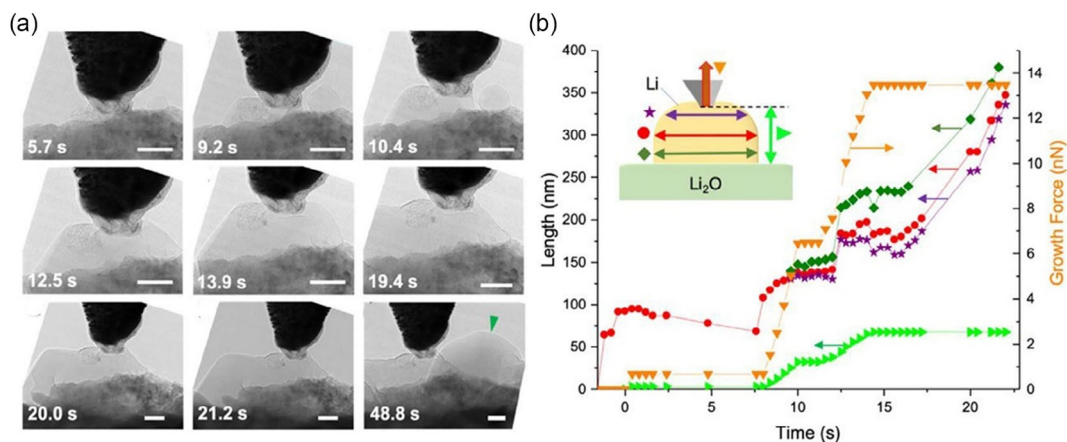 (a)
5.7 s
9.2 s
10.4 s
12.5 s
13.9 s
19.4 s
20.0 s
21.2 s
48.8 s
(b)
400
350
300
250
200
150
100
50
0
Length (nm)
Li
Li₂O
14
12
10
8
6
4
2
0
Growth Force (nN)
0
5
10
15
20
Time (s)